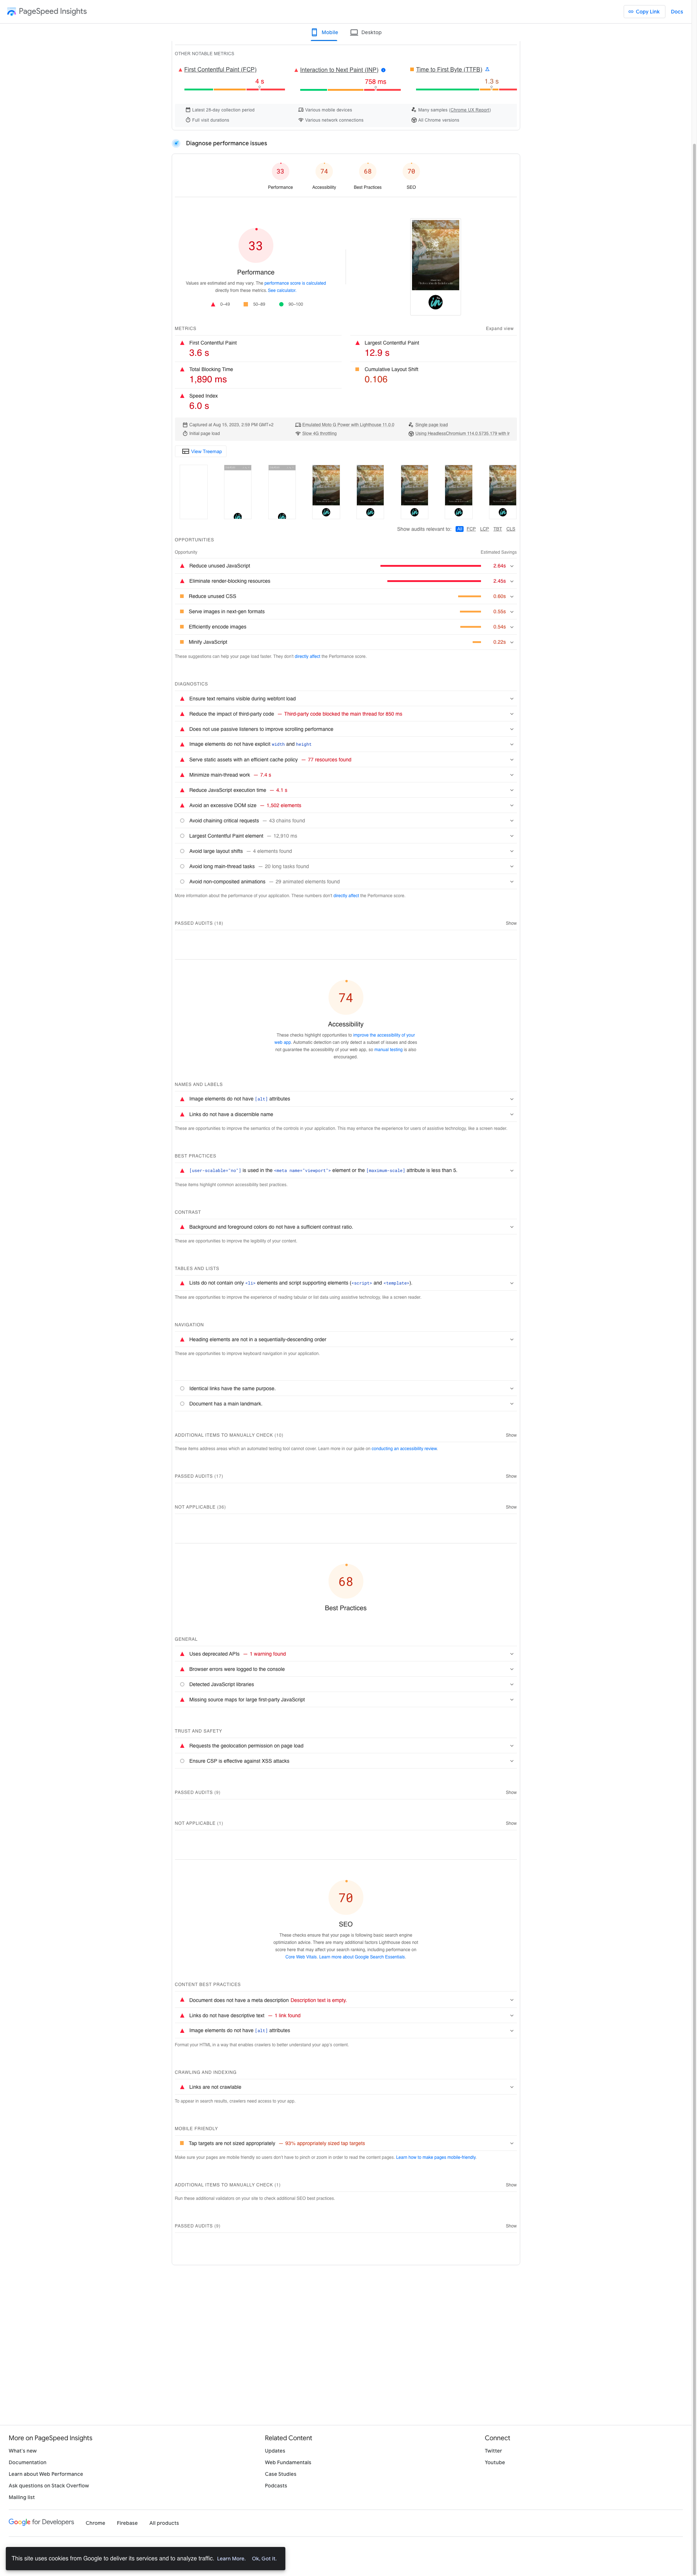 PageSpeed Insights
Copy Link
Docs
Mobile
Desktop
OTHER NOTABLE METRICS
First Contentful Paint (FCP)
4 s
Interaction to Next Paint (INP)
758 ms
Time to First Byte (TTFB)
1.3 s
Latest 28-day collection period
Various mobile devices
Many samples (Chrome UX Report)
Full visit durations
Various network connections
All Chrome versions
Diagnose performance issues
33
74
68
70
Performance
Accessibility
Best Practices
SEO
33
Performance
Values are estimated and may vary. The performance score is calculated
directly from these metrics. See calculator.
0–49
50–89
90–100
METRICS
Expand view
First Contentful Paint
3.6 s
Largest Contentful Paint
12.9 s
Total Blocking Time
1,890 ms
Cumulative Layout Shift
0.106
Speed Index
6.0 s
Captured at Aug 15, 2023, 3:58 PM GMT+3
Emulated Moto G Power with Lighthouse 11.0.0
Single page load
Initial page load
Slow 4G throttling
Using HeadlessChromium 114.0.5735.179 with lr
View Treemap
Show audits relevant to:
All
FCP
LCP
TBT
CLS
OPPORTUNITIES
Opportunity
Estimated Savings
Reduce unused JavaScript
2.64s
Eliminate render-blocking resources
2.45s
Reduce unused CSS
0.60s
Serve images in next-gen formats
0.55s
Efficiently encode images
0.54s
Minify JavaScript
0.22s
These suggestions can help your page load faster. They don't directly affect the Performance score.
DIAGNOSTICS
Ensure text remains visible during webfont load
Reduce the impact of third-party code — Third-party code blocked the main thread for 850 ms
Does not use passive listeners to improve scrolling performance
Image elements do not have explicit width and height
Serve static assets with an efficient cache policy — 77 resources found
Minimize main-thread work — 7.4 s
Reduce JavaScript execution time — 4.1 s
Avoid an excessive DOM size — 1,502 elements
Avoid chaining critical requests — 43 chains found
Largest Contentful Paint element — 12,910 ms
Avoid large layout shifts — 4 elements found
Avoid long main-thread tasks — 20 long tasks found
Avoid non-composited animations — 29 animated elements found
More information about the performance of your application. These numbers don't directly affect the Performance score.
PASSED AUDITS (18)
Show
74
Accessibility
These checks highlight opportunities to improve the accessibility of your
web app. Automatic detection can only detect a subset of issues and does
not guarantee the accessibility of your web app, so manual testing is also
encouraged.
NAMES AND LABELS
Image elements do not have [alt] attributes
Links do not have a discernible name
These are opportunities to improve the semantics of the controls in your application. This may enhance the experience for users of assistive technology, like a screen reader.
BEST PRACTICES
[user-scalable="no"] is used in the <meta name="viewport"> element or the [maximum-scale] attribute is less than 5.
These items highlight common accessibility best practices.
CONTRAST
Background and foreground colors do not have a sufficient contrast ratio.
These are opportunities to improve the legibility of your content.
TABLES AND LISTS
Lists do not contain only <li> elements and script supporting elements (<script> and <template>).
These are opportunities to improve the experience of reading tabular or list data using assistive technology, like a screen reader.
NAVIGATION
Heading elements are not in a sequentially-descending order
These are opportunities to improve keyboard navigation in your application.
Identical links have the same purpose.
Document has a main landmark.
ADDITIONAL ITEMS TO MANUALLY CHECK (10)
Show
These items address areas which an automated testing tool cannot cover. Learn more in our guide on conducting an accessibility review.
PASSED AUDITS (17)
Show
NOT APPLICABLE (36)
Show
68
Best Practices
GENERAL
Uses deprecated APIs — 1 warning found
Browser errors were logged to the console
Detected JavaScript libraries
Missing source maps for large first-party JavaScript
TRUST AND SAFETY
Requests the geolocation permission on page load
Ensure CSP is effective against XSS attacks
PASSED AUDITS (9)
Show
NOT APPLICABLE (1)
Show
70
SEO
These checks ensure that your page is following basic search engine
optimization advice. There are many additional factors Lighthouse does not
score here that may affect your search ranking, including performance on
Core Web Vitals. Learn more about Google Search Essentials.
CONTENT BEST PRACTICES
Document does not have a meta description Description text is empty.
Links do not have descriptive text — 1 link found
Image elements do not have [alt] attributes
Format your HTML in a way that enables crawlers to better understand your app's content.
CRAWLING AND INDEXING
Links are not crawlable
To appear in search results, crawlers need access to your app.
MOBILE FRIENDLY
Tap targets are not sized appropriately — 93% appropriately sized tap targets
Make sure your pages are mobile friendly so users don't have to pinch or zoom in order to read the content pages. Learn how to make pages mobile-friendly.
ADDITIONAL ITEMS TO MANUALLY CHECK (1)
Show
Run these additional validators on your site to check additional SEO best practices.
PASSED AUDITS (8)
Show
More on PageSpeed Insights
What's new
Documentation
Learn about Web Performance
Ask questions on Stack Overflow
Mailing list
Related Content
Updates
Web Fundamentals
Case Studies
Podcasts
Connect
Twitter
Youtube
Google for Developers
Chrome
Firebase
All products
This site uses cookies from Google to deliver its services and to analyze traffic. Learn More.
Ok, Got it.